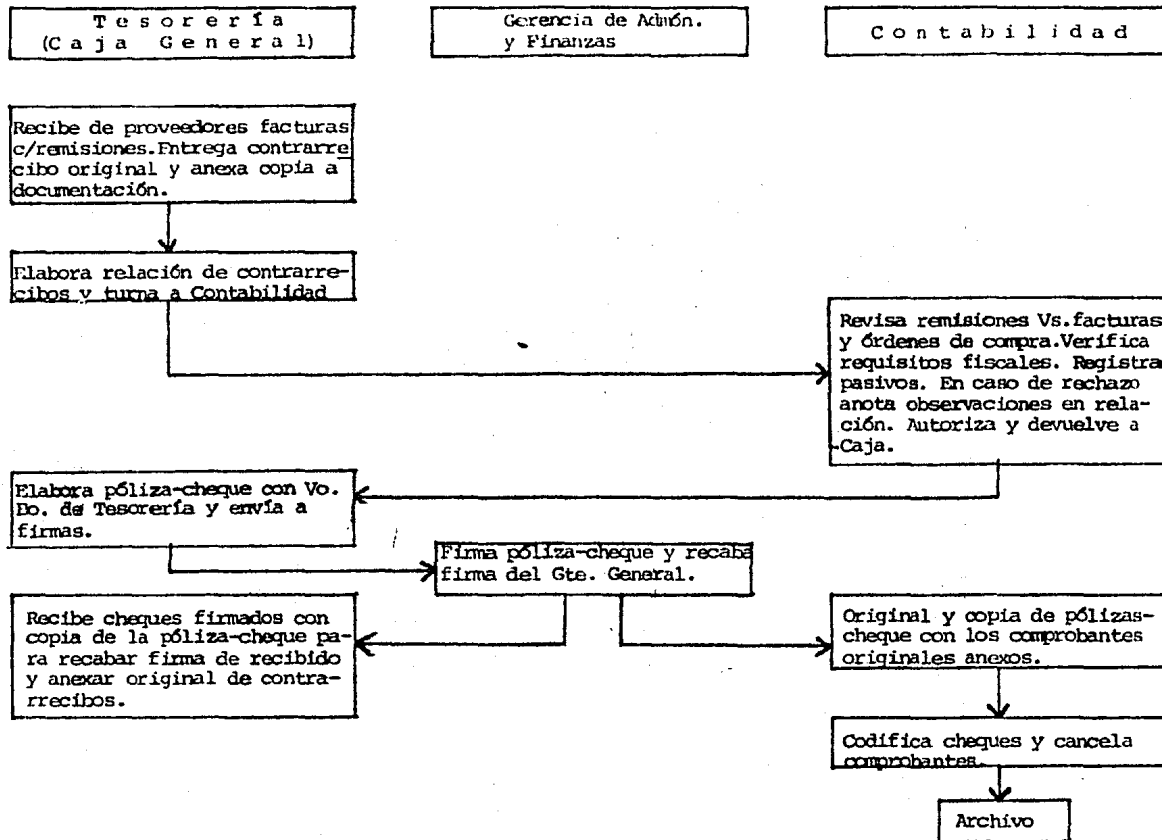 Tesorería
(Caja General)
Gerencia de Admón.
y Finanzas
Contabilidad
Recibe de proveedores facturas
c/remisiones.Entrega contrarre
cibo original y anexa copia a
documentación.
Elabora relación de contrarre-
cibos y turna a Contabilidad
Revisa remisiones Vs.facturas
y órdenes de compra.Verifica
requisitos fiscales. Registra
pasivos. En caso de rechazo
anota observaciones en rela-
ción. Autoriza y devuelve a
Caja.
Elabora póliza-cheque con Vo.
Bo. de Tesorería y envía a
firmas.
Firma póliza-cheque y recaba
firma del Gte. General.
Recibe cheques firmados con
copia de la póliza-cheque pa-
ra recabar firma de recibido
y anexar original de contra-
rrecibos.
Original y copia de pólizas-
cheque con los comprobantes
originales anexos.
Codifica cheques y cancela
comprobantes.
Archivo